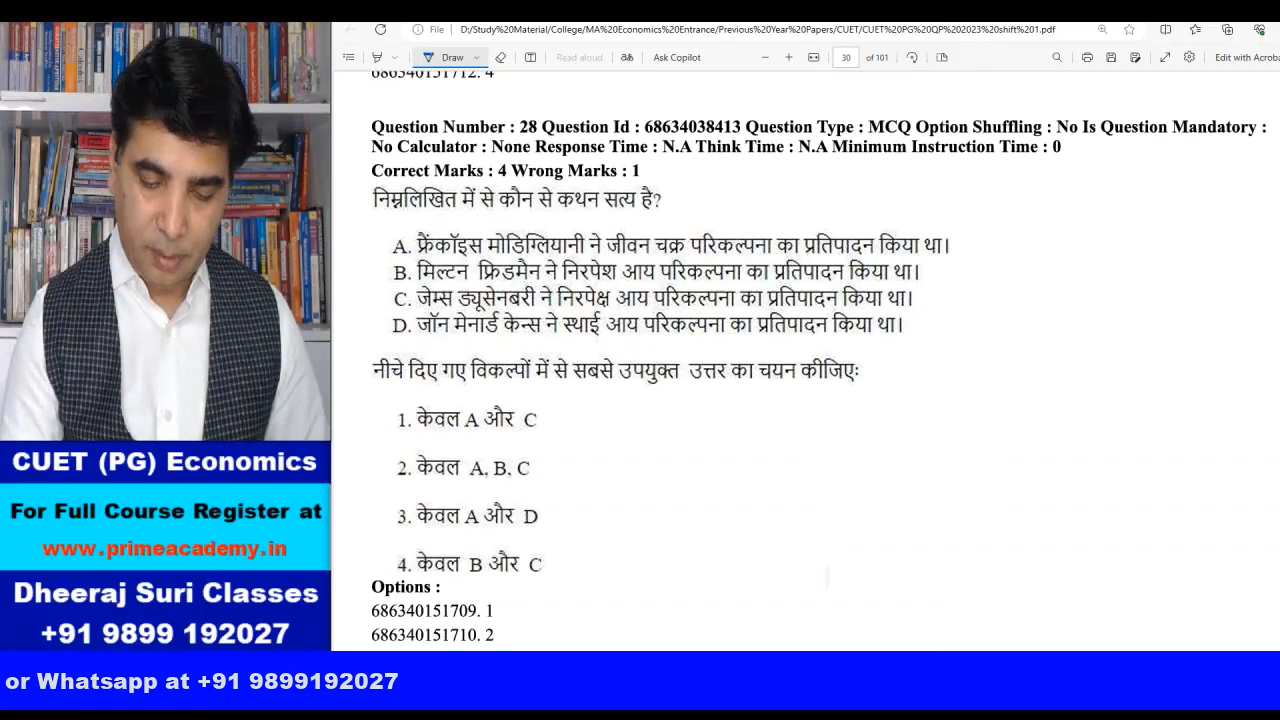 File
D:/Study%20Material/College/MA%20Economics%20Entrance/Previous%20Year%20Papers/CUET/CUET%20PG%20QP%202023%20shift%201.pdf
Draw
Read aloud
Ask Copilot
30 of 101
Edit with Acroba
686340151712. 4
Question Number : 28 Question Id : 68634038413 Question Type : MCQ Option Shuffling : No Is Question Mandatory :
No Calculator : None Response Time : N.A Think Time : N.A Minimum Instruction Time : 0
Correct Marks : 4 Wrong Marks : 1
निम्नलिखित में से कौन से कथन सत्य है?
A. फ्रैंकॉइस मोडिग्लियानी ने जीवन चक्र परिकल्पना का प्रतिपादन किया था।
B. मिल्टन फ्रिडमैन ने निरपेश आय परिकल्पना का प्रतिपादन किया था।
C. जेम्स ड्यूसेनबरी ने निरपेक्ष आय परिकल्पना का प्रतिपादन किया था।
D. जॉन मेनार्ड केन्स ने स्थाई आय परिकल्पना का प्रतिपादन किया था।
नीचे दिए गए विकल्पों में से सबसे उपयुक्त उत्तर का चयन कीजिए:
1. केवल A और C
2. केवल A, B, C
3. केवल A और D
4. केवल B और C
Options :
686340151709. 1
686340151710. 2
CUET (PG) Economics
For Full Course Register at
www.primeacademy.in
Dheeraj Suri Classes
+91 9899 192027
or Whatsapp at +91 9899192027